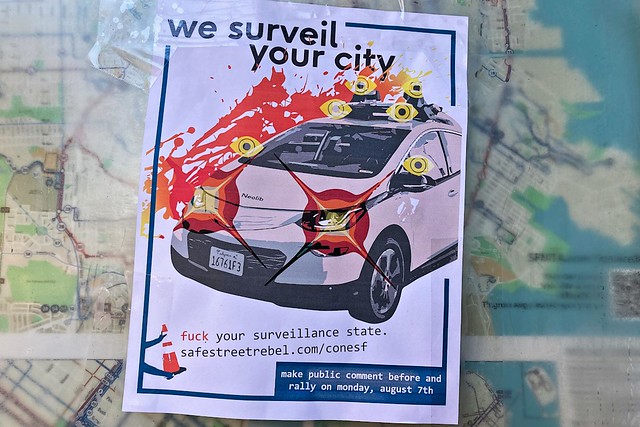 we surveil
your city
Neolib
16761F3
fuck your surveillance state.
safestreetrebel.com/conesf
make public comment before and
rally on monday, august 7th